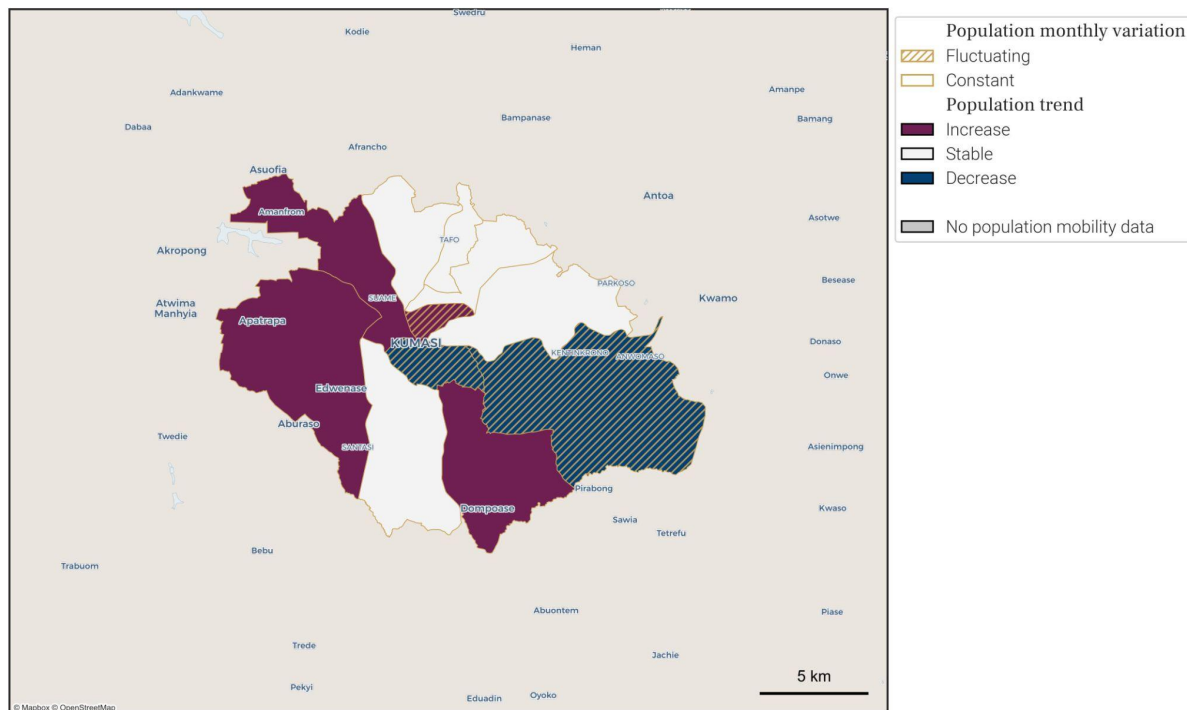 Swedru
Kodie
Heman
Adankwame
Amanpe
Dabaa
Bampanase
Bamang
Afrancho
Asuofia
Antoa
Amanfrom
Asotwe
TAFO
Akropong
Besease
PARKOSO
SUAME
Kwamo
Atwima
Manhyia
Apatrapa
KUMASI
Donaso
KENTINKRONO
ANWOMASO
Onwe
Edwenase
Aburaso
Twedie
SANTASI
Asienimpong
Pirabong
Dompoase
Kwaso
Sawia
Tetrefu
Bebu
Trabuom
Abuontem
Piase
Trede
Jachie
Pekyi
Eduadin
Oyoko
5 km
© Mapbox © OpenStreetMap
Population monthly variation
Fluctuating
Constant
Population trend
Increase
Stable
Decrease
No population mobility data